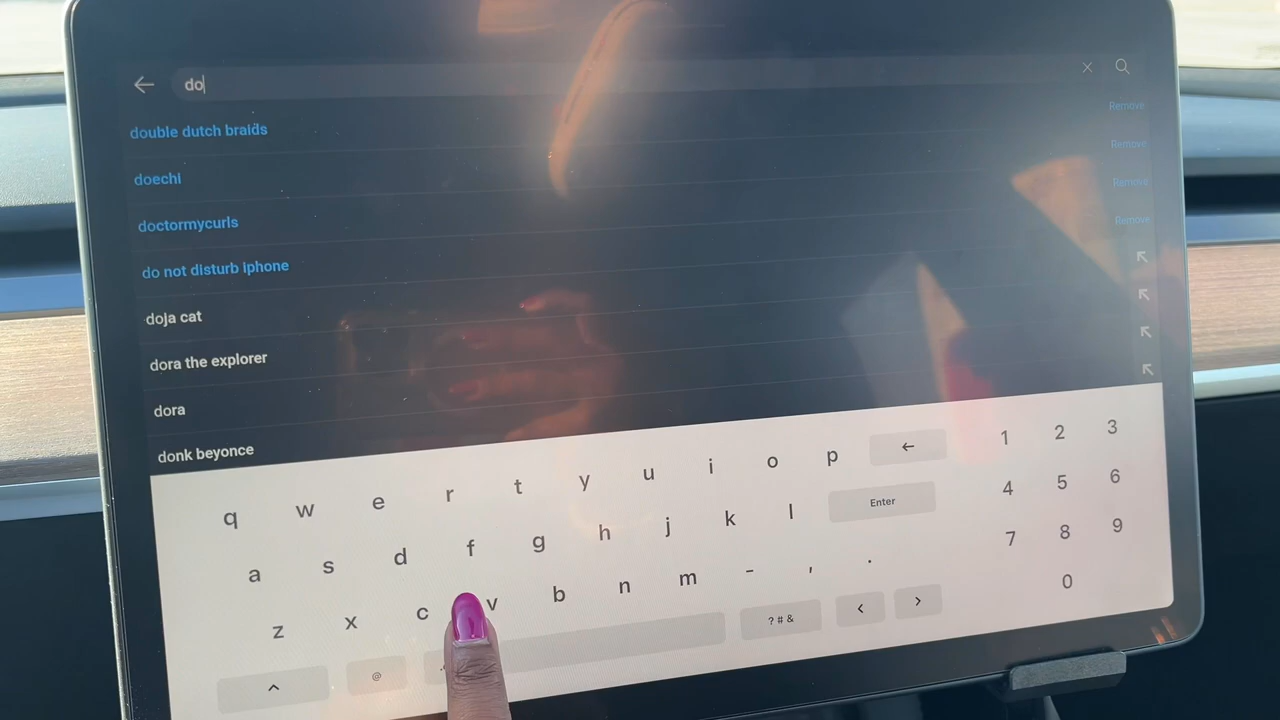 do
double dutch braids
Remove
doechi
Remove
doctormycurls
Remove
do not disturb iphone
Remove
doja cat
dora the explorer
dora
donk beyonce
q w e r t y u i o p 1 2 3
a s d f g h j k l Enter 4 5 6
z x c v b n m - , . 7 8 9
@ ? # & < > 0